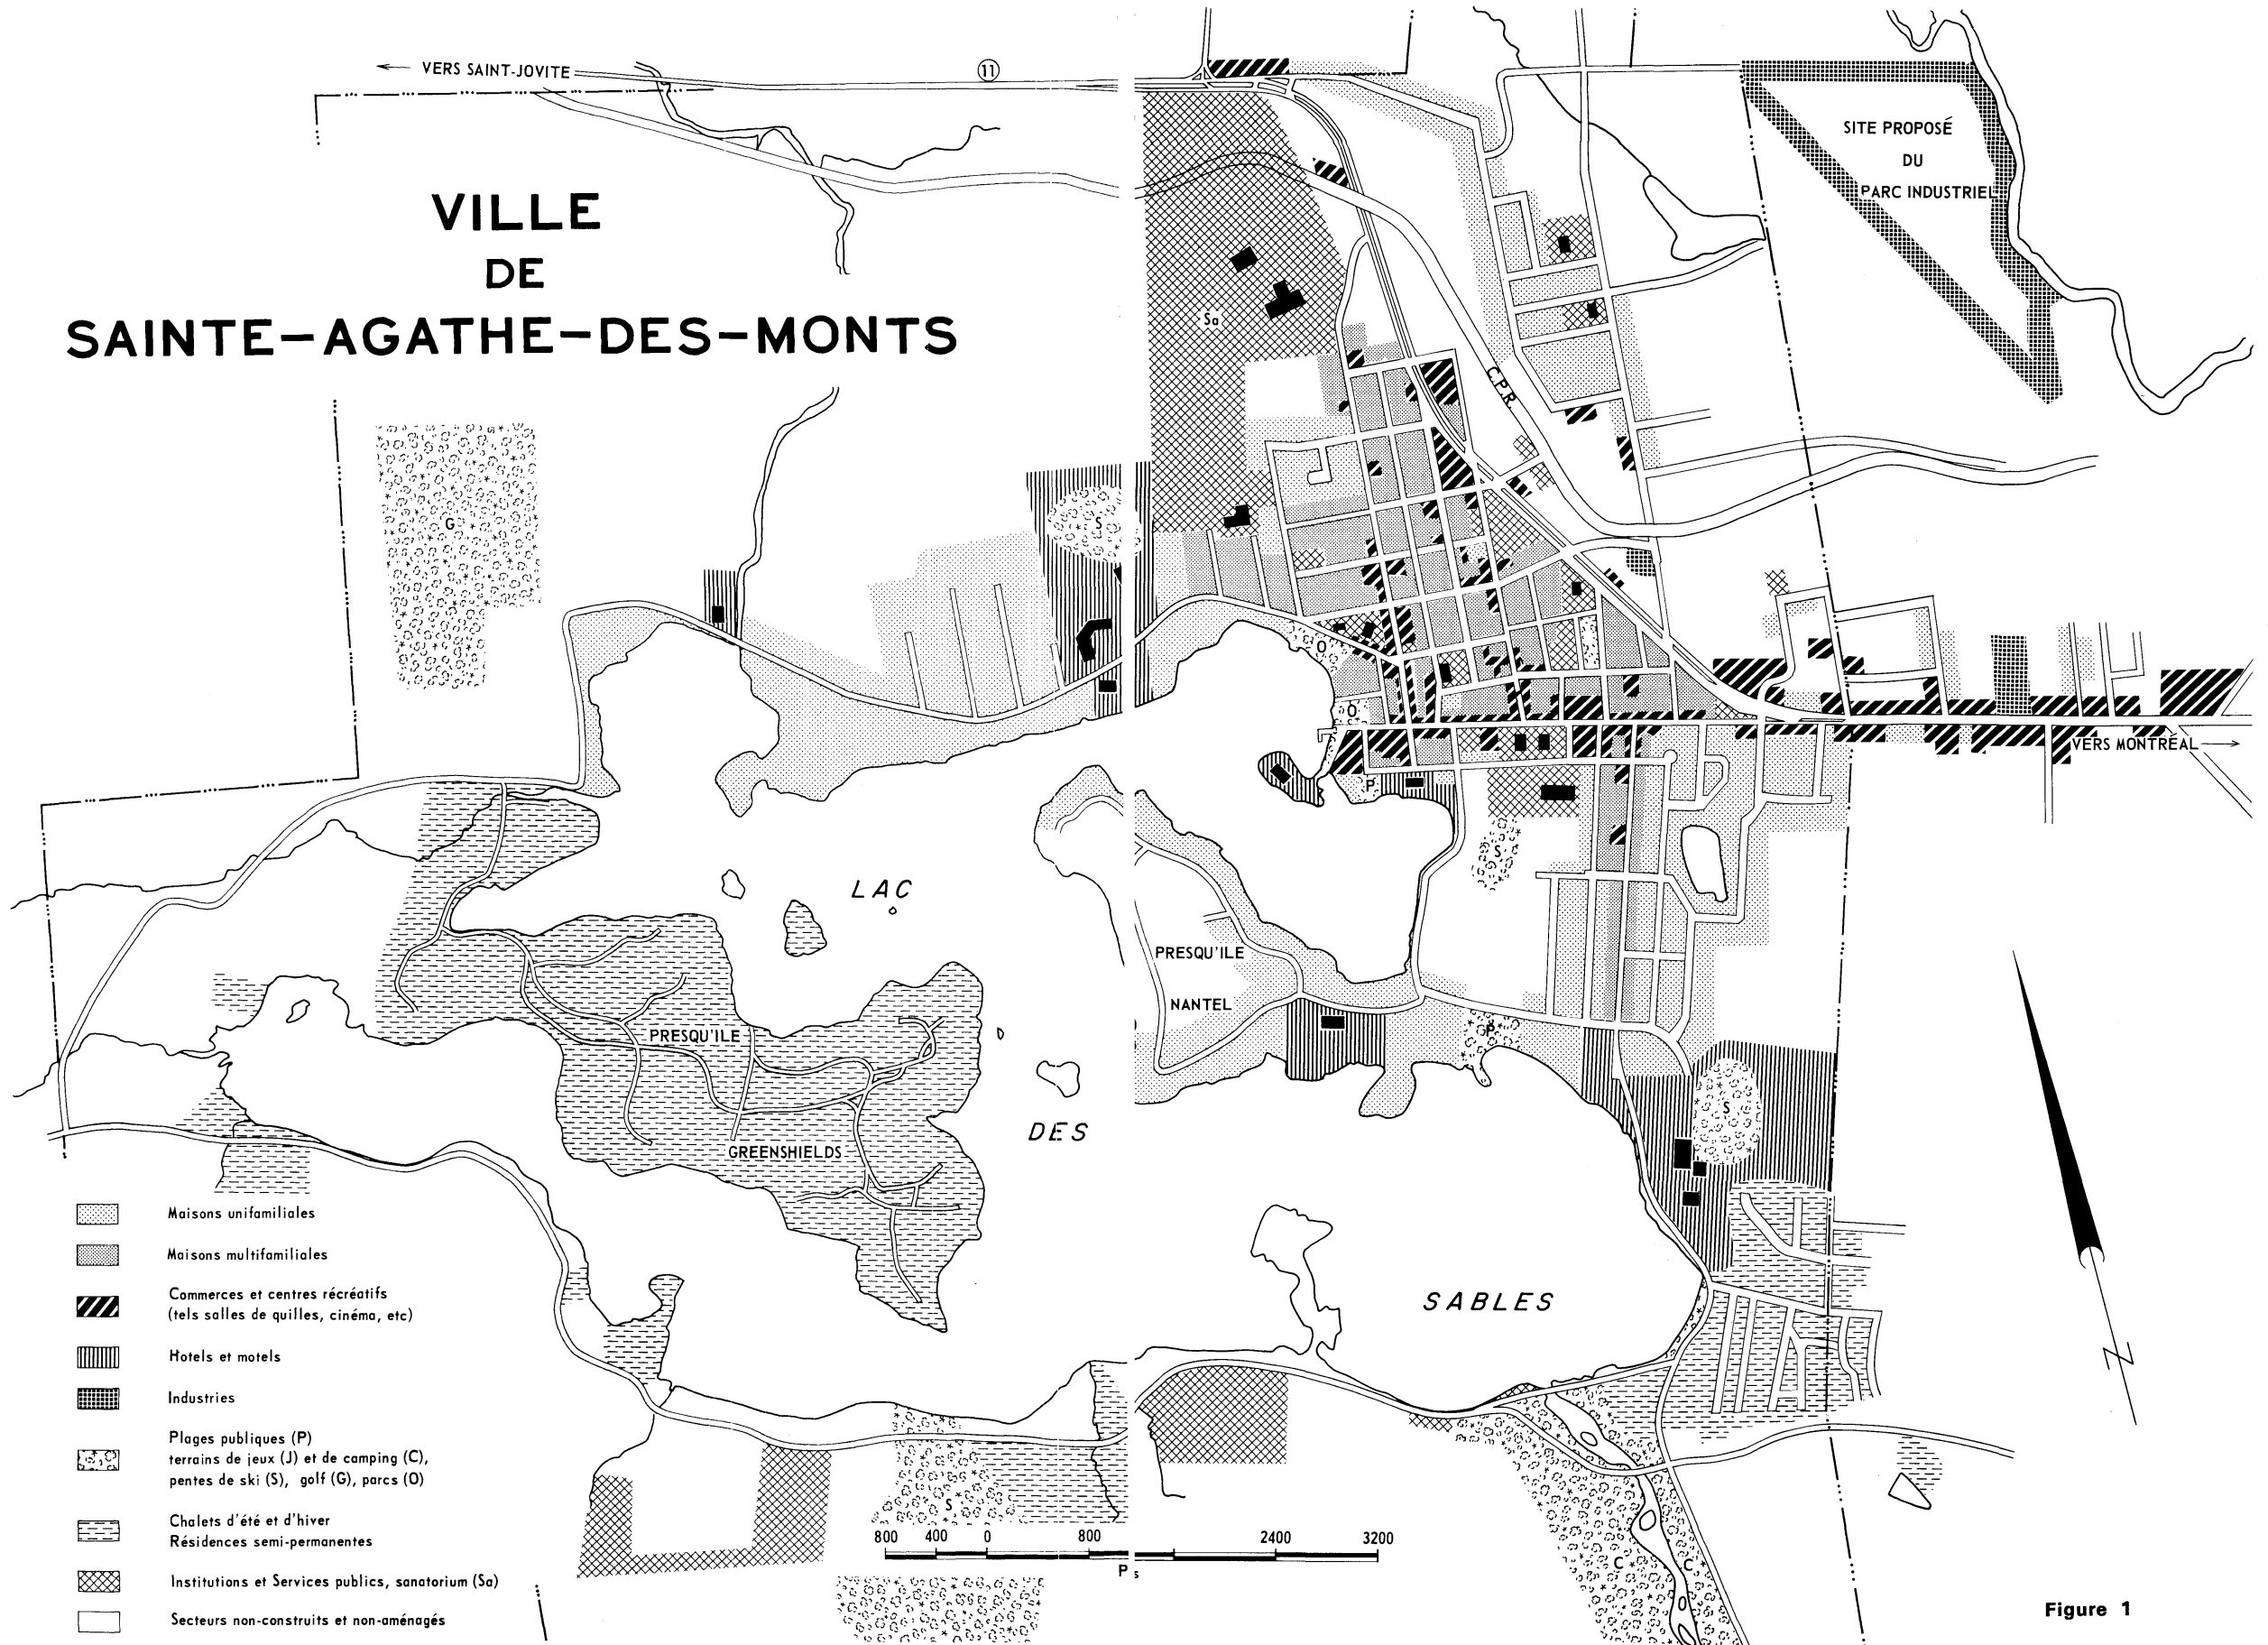 VERS SAINT-JOVITE
11
VILLE
DE
SAINTE-AGATHE-DES-MONTS
SITE PROPOSÉ
DU
PARC INDUSTRIEL
Sa
C.P.R.
G
S
O
O
VERS MONTRÉAL
P
S
LAC
PRESQU'ILE
NANTEL
P
PRESQU'ILE
GREENSHIELDS
DES
S
SABLES
S
C
C
Maisons unifamiliales
Maisons multifamiliales
Commerces et centres récréatifs
(tels salles de quilles, cinéma, etc)
Hotels et motels
Industries
Plages publiques (P)
terrains de jeux (J) et de camping (C),
pentes de ski (S), golf (G), parcs (O)
Chalets d'été et d'hiver
Résidences semi-permanentes
Institutions et Services publics, sanatorium (Sa)
Secteurs non-construits et non-aménagés
800 400 0 800 2400 3200
P s
N
Figure 1